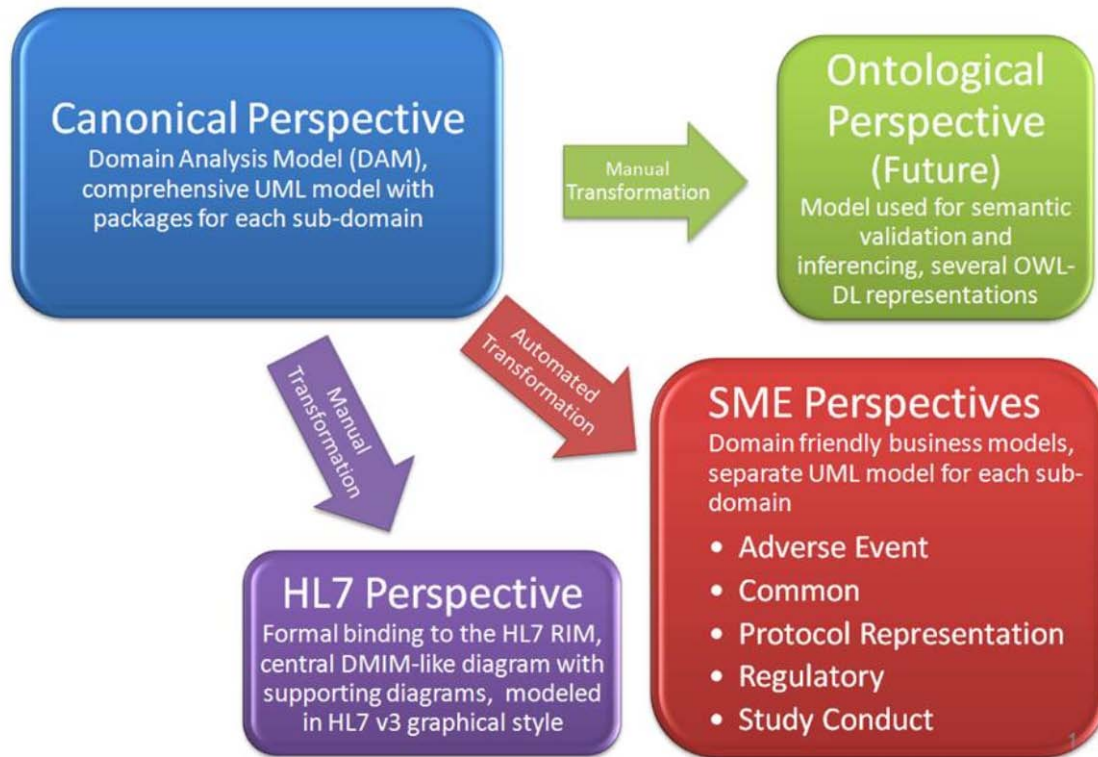 Canonical Perspective
Domain Analysis Model (DAM),
comprehensive UML model with
packages for each sub-domain
Manual
Transformation
Ontological
Perspective
(Future)
Model used for semantic
validation and
inferencing, several OWL-
DL representations
Manual
Transformation
Automated
Transformation
HL7 Perspective
Formal binding to the HL7 RIM,
central DMIM-like diagram with
supporting diagrams, modeled
in HL7 v3 graphical style
SME Perspectives
Domain friendly business models,
separate UML model for each sub-
domain
• Adverse Event
• Common
• Protocol Representation
• Regulatory
• Study Conduct